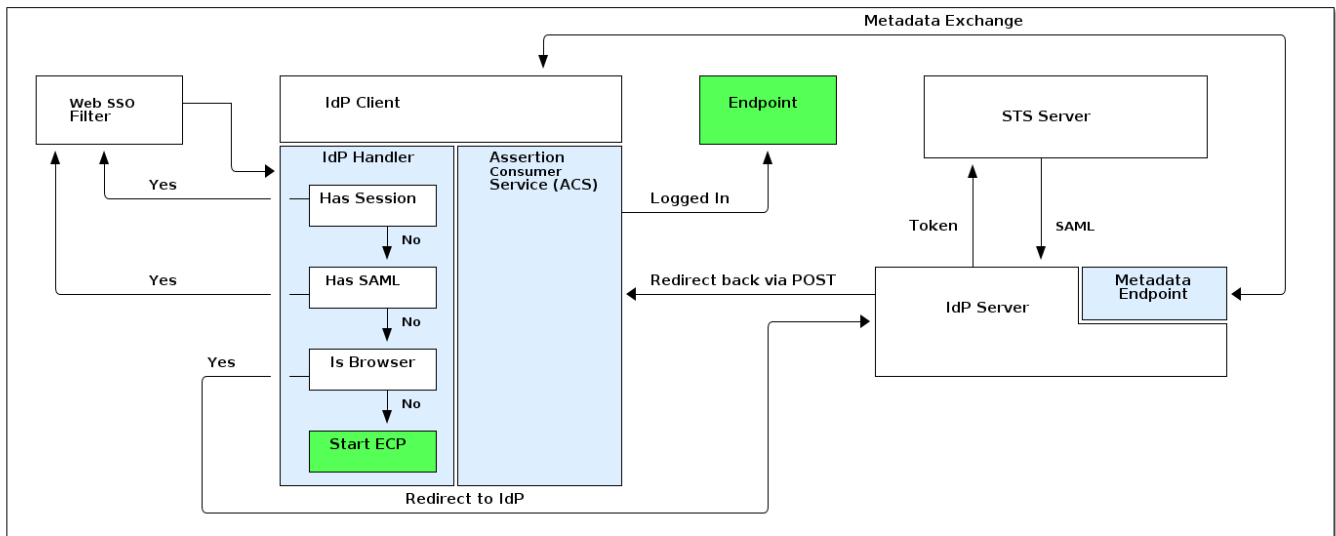 Metadata Exchange
Web SSO
Filter
IdP Client
Endpoint
STS Server
IdP Handler
Assertion
Consumer
Service (ACS)
Yes
Has Session
Logged In
No
Token
SAML
Yes
Has SAML
Redirect back via POST
Metadata
Endpoint
IdP Server
No
Yes
Is Browser
No
Start ECP
Redirect to IdP